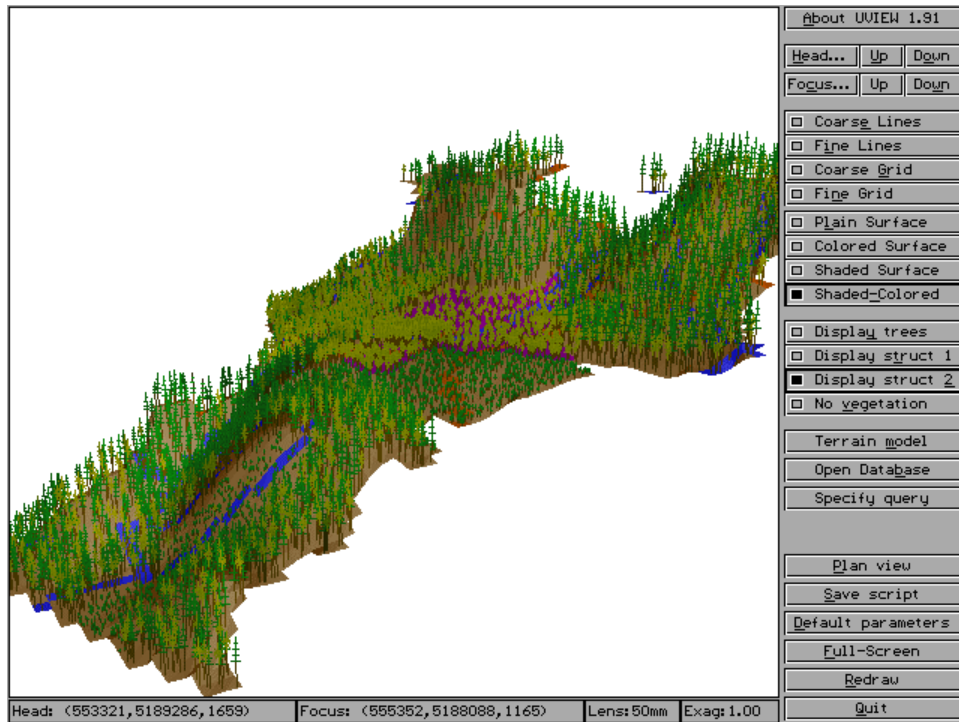 About UVIEW 1.91
Head... Up Down
Focus... Up Down
Coarse Lines
Fine Lines
Coarse Grid
Fine Grid
Plain Surface
Colored Surface
Shaded Surface
Shaded-Colored
Display trees
Display struct 1
Display struct 2
No vegetation
Terrain model
Open Database
Specify query
Plan view
Save script
Default parameters
Full-Screen
Redraw
Quit
Head: (553321,5189286,1659) Focus: (555352,5188088,1165) Lens:50mm Exag:1.00